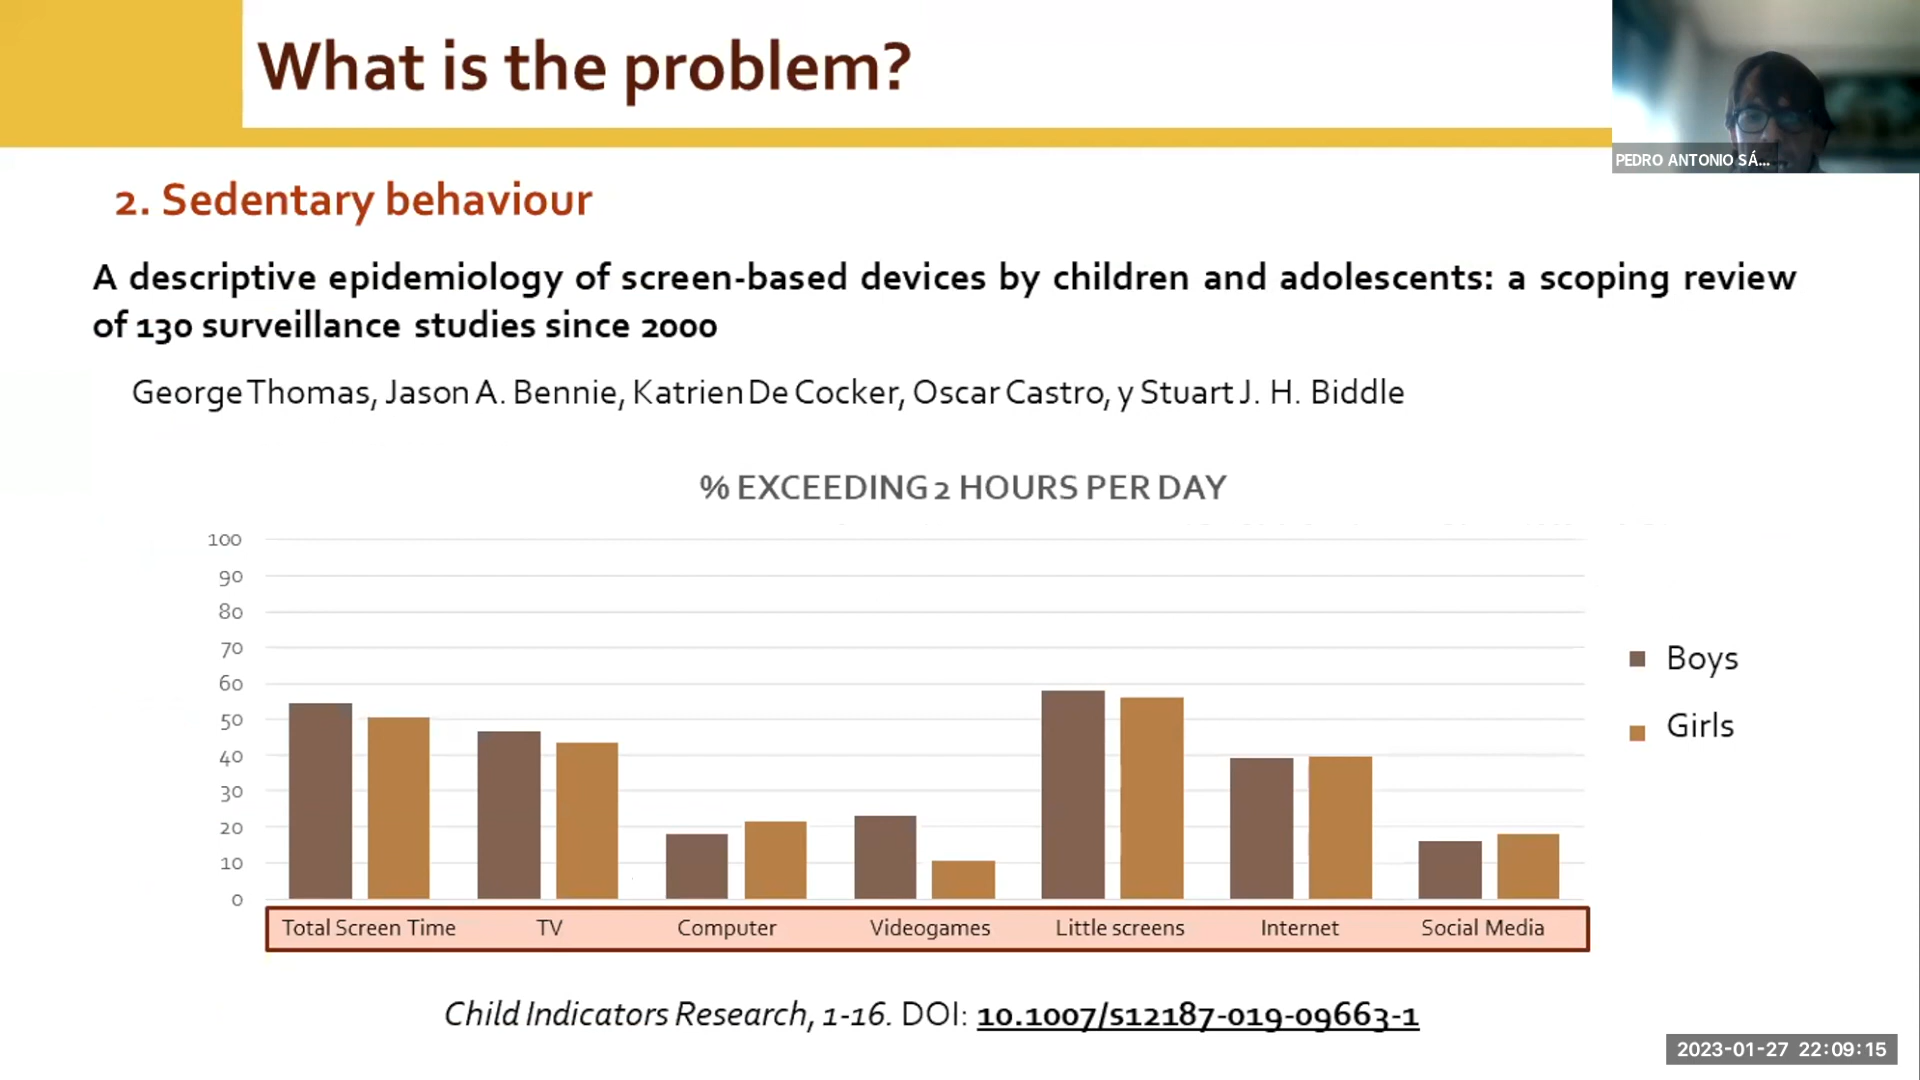 What is the problem?
PEDRO ANTONIO SÁ...
2. Sedentary behaviour
A descriptive epidemiology of screen-based devices by children and adolescents: a scoping review
of 130 surveillance studies since 2000
George Thomas, Jason A. Bennie, Katrien De Cocker, Oscar Castro, y Stuart J. H. Biddle
% EXCEEDING 2 HOURS PER DAY
100
90
80
70
60
50
40
30
20
10
0
Boys
Girls
Total Screen Time TV Computer Videogames Little screens Internet Social Media
Child Indicators Research, 1-16. DOI: 10.1007/s12187-019-09663-1
2023-01-27 22:09:15